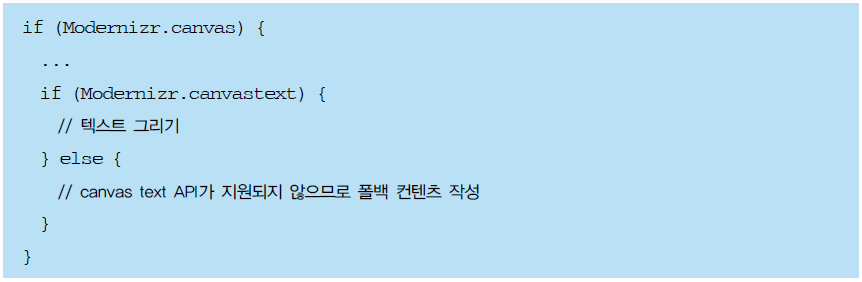 if (Modernizr.canvas) {
...
if (Modernizr.canvastext) {
// 텍스트 그리기
} else {
// canvas text API가 지원되지 않으므로 폴백 컨텐츠 작성
}
}